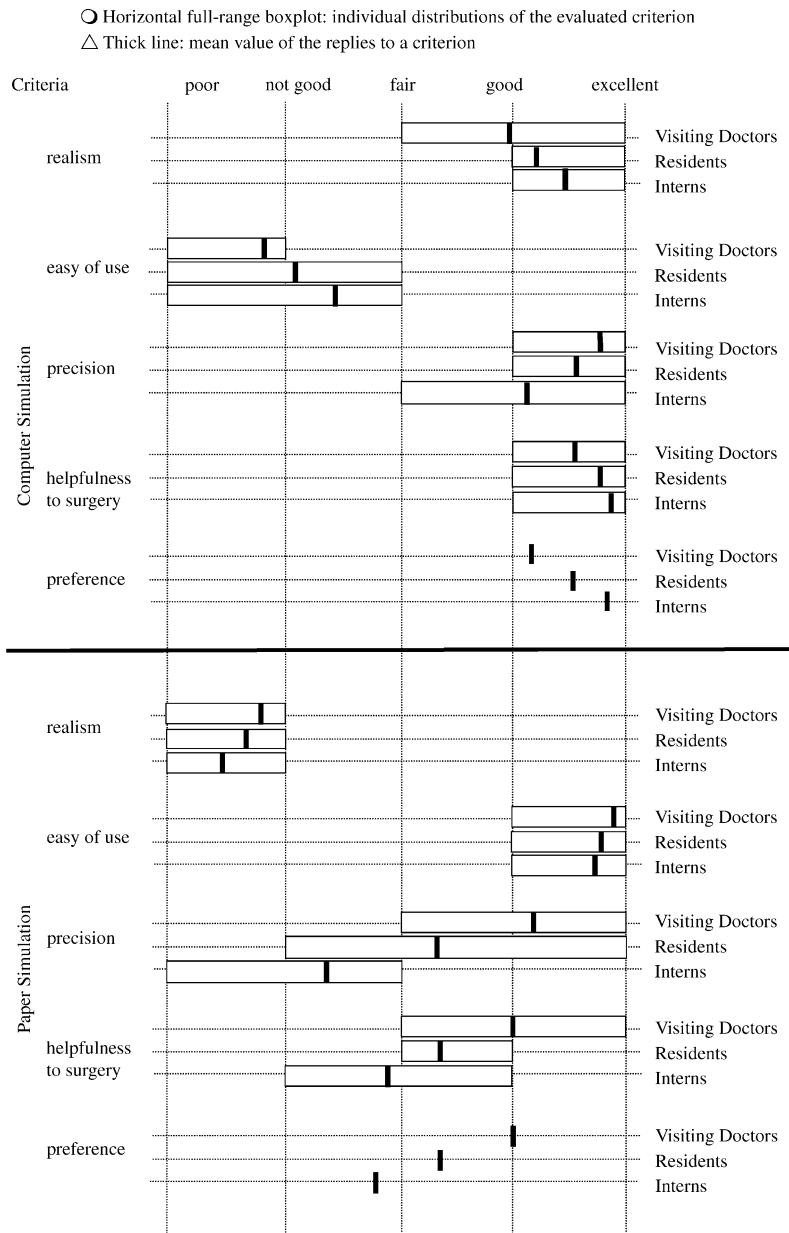 Horizontal full-range boxplot: individual distributions of the evaluated criterion
Thick line: mean value of the replies to a criterion
Criteria poor not good fair good excellent
Computer Simulation
realism
Visiting Doctors
Residents
Interns
easy of use
Visiting Doctors
Residents
Interns
precision
Visiting Doctors
Residents
Interns
helpfulness
to surgery
Visiting Doctors
Residents
Interns
preference
Visiting Doctors
Residents
Interns
Paper Simulation
realism
Visiting Doctors
Residents
Interns
easy of use
Visiting Doctors
Residents
Interns
precision
Visiting Doctors
Residents
Interns
helpfulness
to surgery
Visiting Doctors
Residents
Interns
preference
Visiting Doctors
Residents
Interns